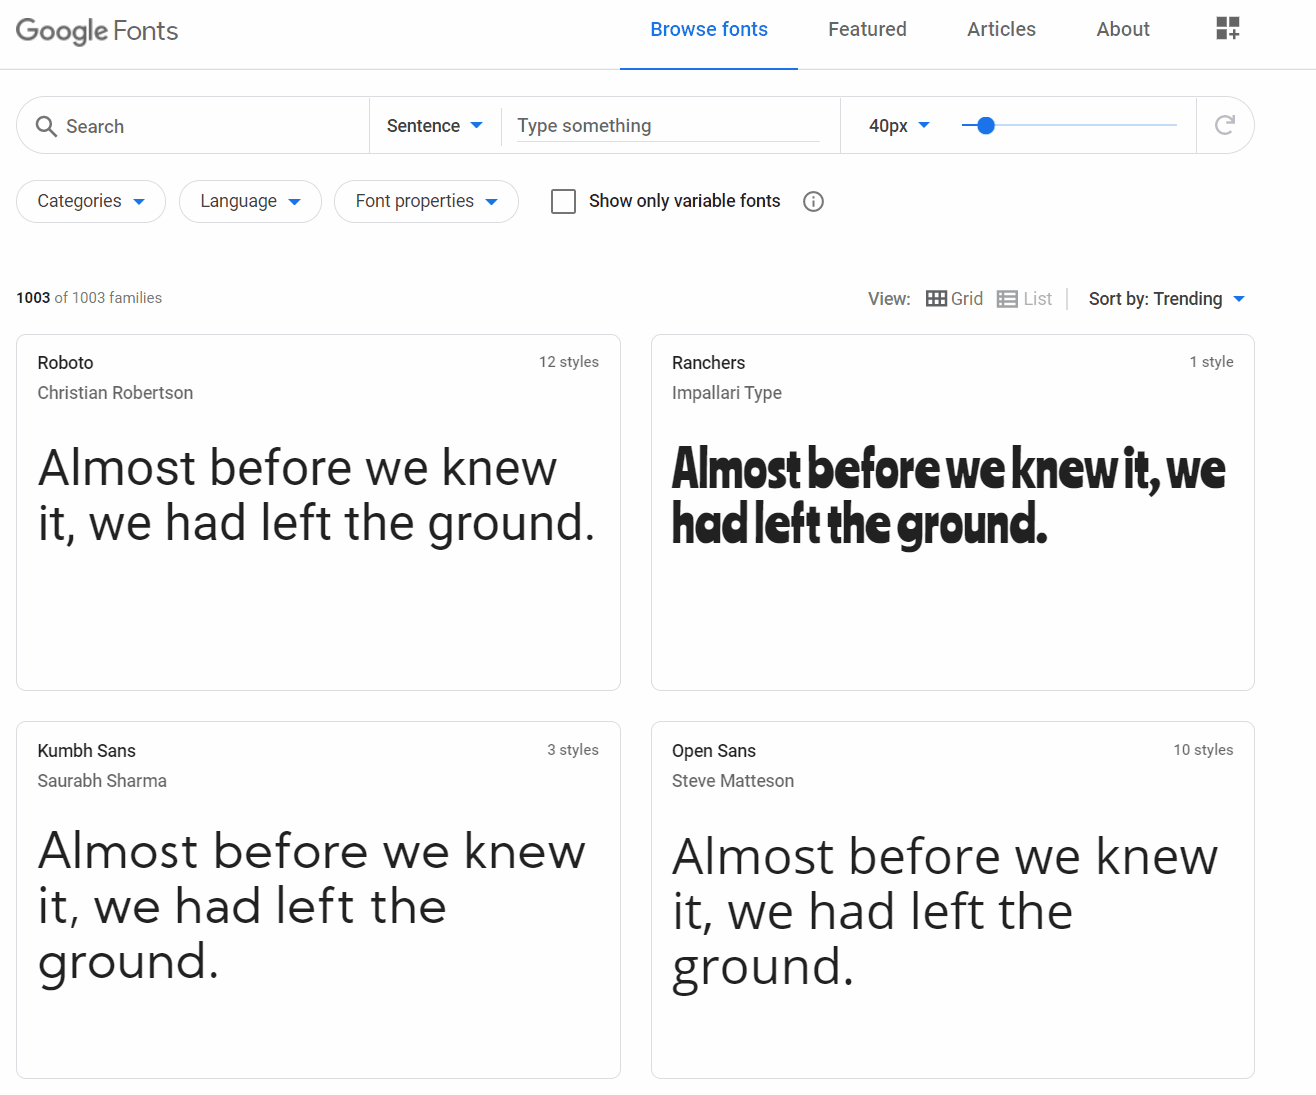 Google Fonts
Browse fonts
Featured
Articles
About
Search
Sentence
Type something
40px
Categories
Language
Font properties
Show only variable fonts
1003 of 1003 families
View:
Grid
List
Sort by: Trending
Roboto
12 styles
Christian Robertson
Almost before we knew
it, we had left the ground.
Ranchers
1 style
Impallari Type
Almost before we knew it, we
had left the ground.
Kumbh Sans
3 styles
Saurabh Sharma
Almost before we knew
it, we had left the
ground.
Open Sans
10 styles
Steve Matteson
Almost before we knew
it, we had left the
ground.